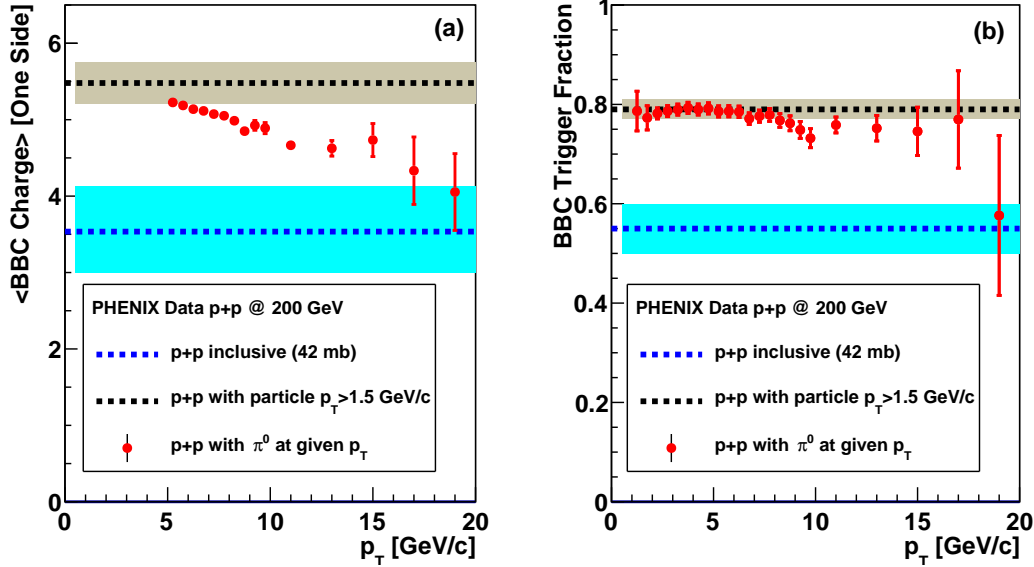 (a)
<BBC Charge> [One Side]
6
4
2
0
PHENIX Data p+p @ 200 GeV
p+p inclusive (42 mb)
p+p with particle p_T>1.5 GeV/c
p+p with π⁰ at given p_T
0 5 10 15 20
p_T [GeV/c]
(b)
BBC Trigger Fraction
1
0.8
0.6
0.4
0.2
0
PHENIX Data p+p @ 200 GeV
p+p inclusive (42 mb)
p+p with particle p_T>1.5 GeV/c
p+p with π⁰ at given p_T
0 5 10 15 20
p_T [GeV/c]